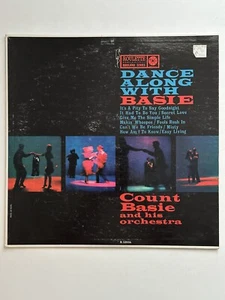 ROULETTE
DANCE
ALONG
WITH
BASIE
It's A Pity To Say Goodnight
It Had To Be You / Secret Love
Give Me The Simple Life
Makin' Whoopee / Fools Rush In
Can't We Be Friends / Misty
How Am I To Know / Easy Living
Count
Basie
and his
orchestra